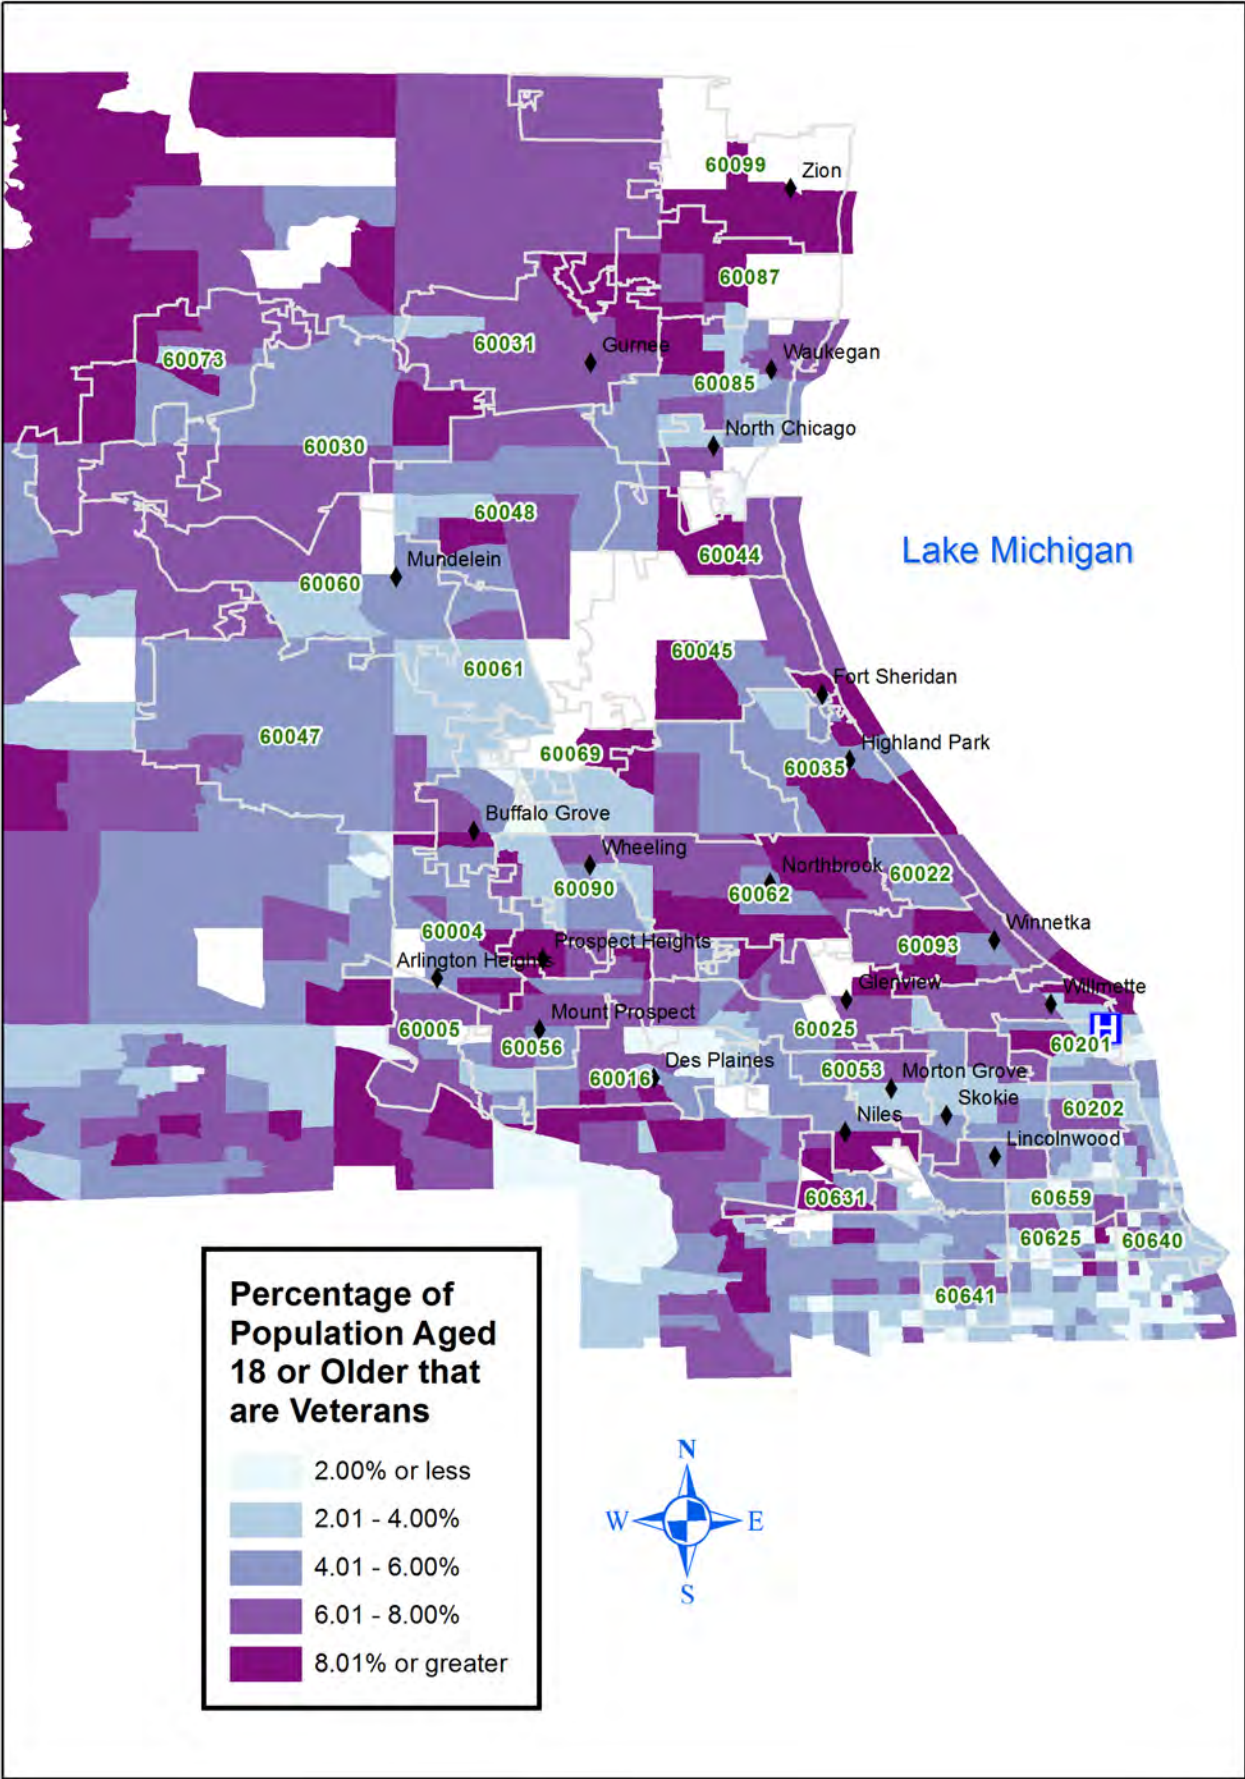 60099
Zion
60087
60031
Gurnee
60073
Waukegan
60085
North Chicago
60030
60048
Lake Michigan
60044
Mundelein
60060
60045
60061
Fort Sheridan
60047
Highland Park
60069
60035
Buffalo Grove
Wheeling
Northbrook
60022
60090
60062
Winnetka
60004
Prospect Heights
60093
Arlington Heights
Glenview
Wilmette
Mount Prospect
60005
60025
H
60201
60056
Des Plaines
60053
Morton Grove
60016
Skokie
Niles
60202
Lincolnwood
60631
60659
60625
60640
60641
Percentage of
Population Aged
18 or Older that
are Veterans
2.00% or less
2.01 - 4.00%
4.01 - 6.00%
6.01 - 8.00%
8.01% or greater
N
W
E
S